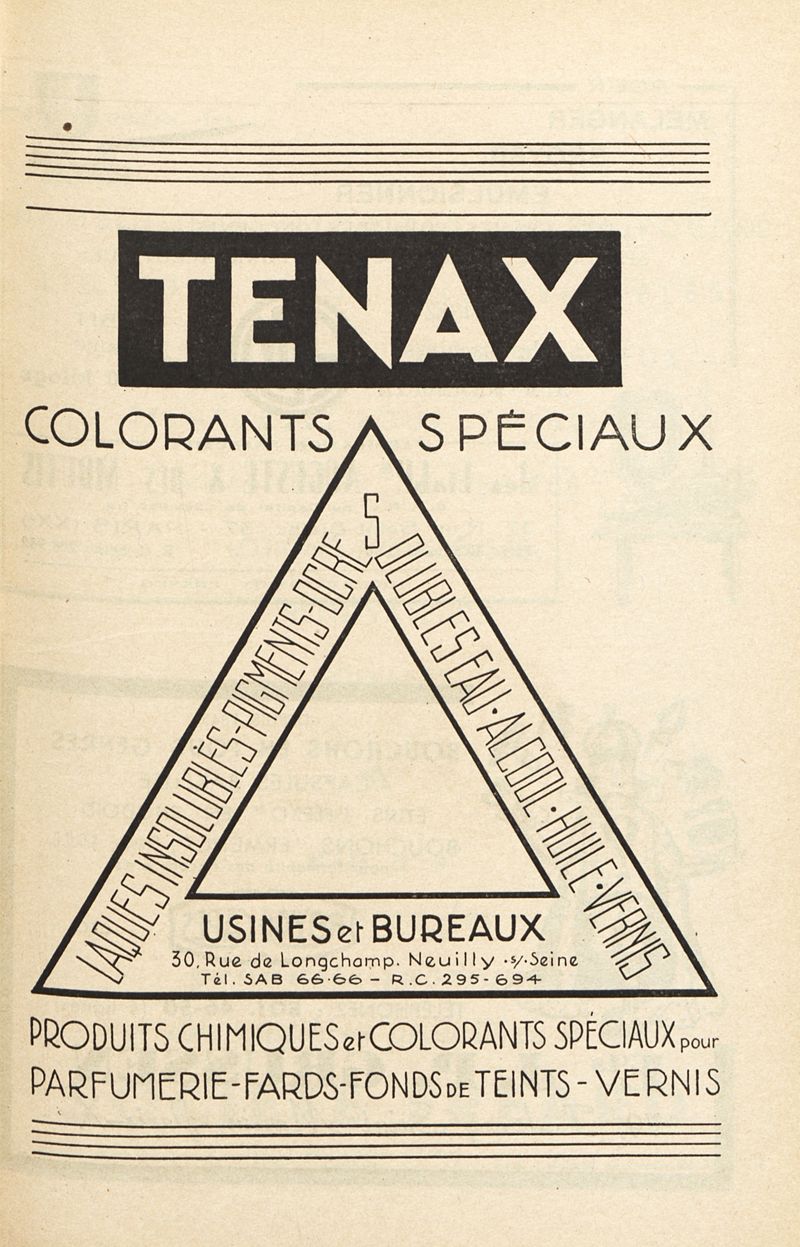 TENAX
COLORANTS SPÉCIAUX
LAQUES INSOLUBLES-PIGMENTS-OCRE
SOLUBLES EAU·ALCOOL·HUILE·VERNIS
USINES et BUREAUX
30, Rue de Longchamp. Neuilly ·s/·Seine
Tél. SAB 66·66 – R.C. 295-694
PRODUITS CHIMIQUES et COLORANTS SPÉCIAUX pour
PARFUMERIE-FARDS-FONDS DE TEINTS - VERNIS